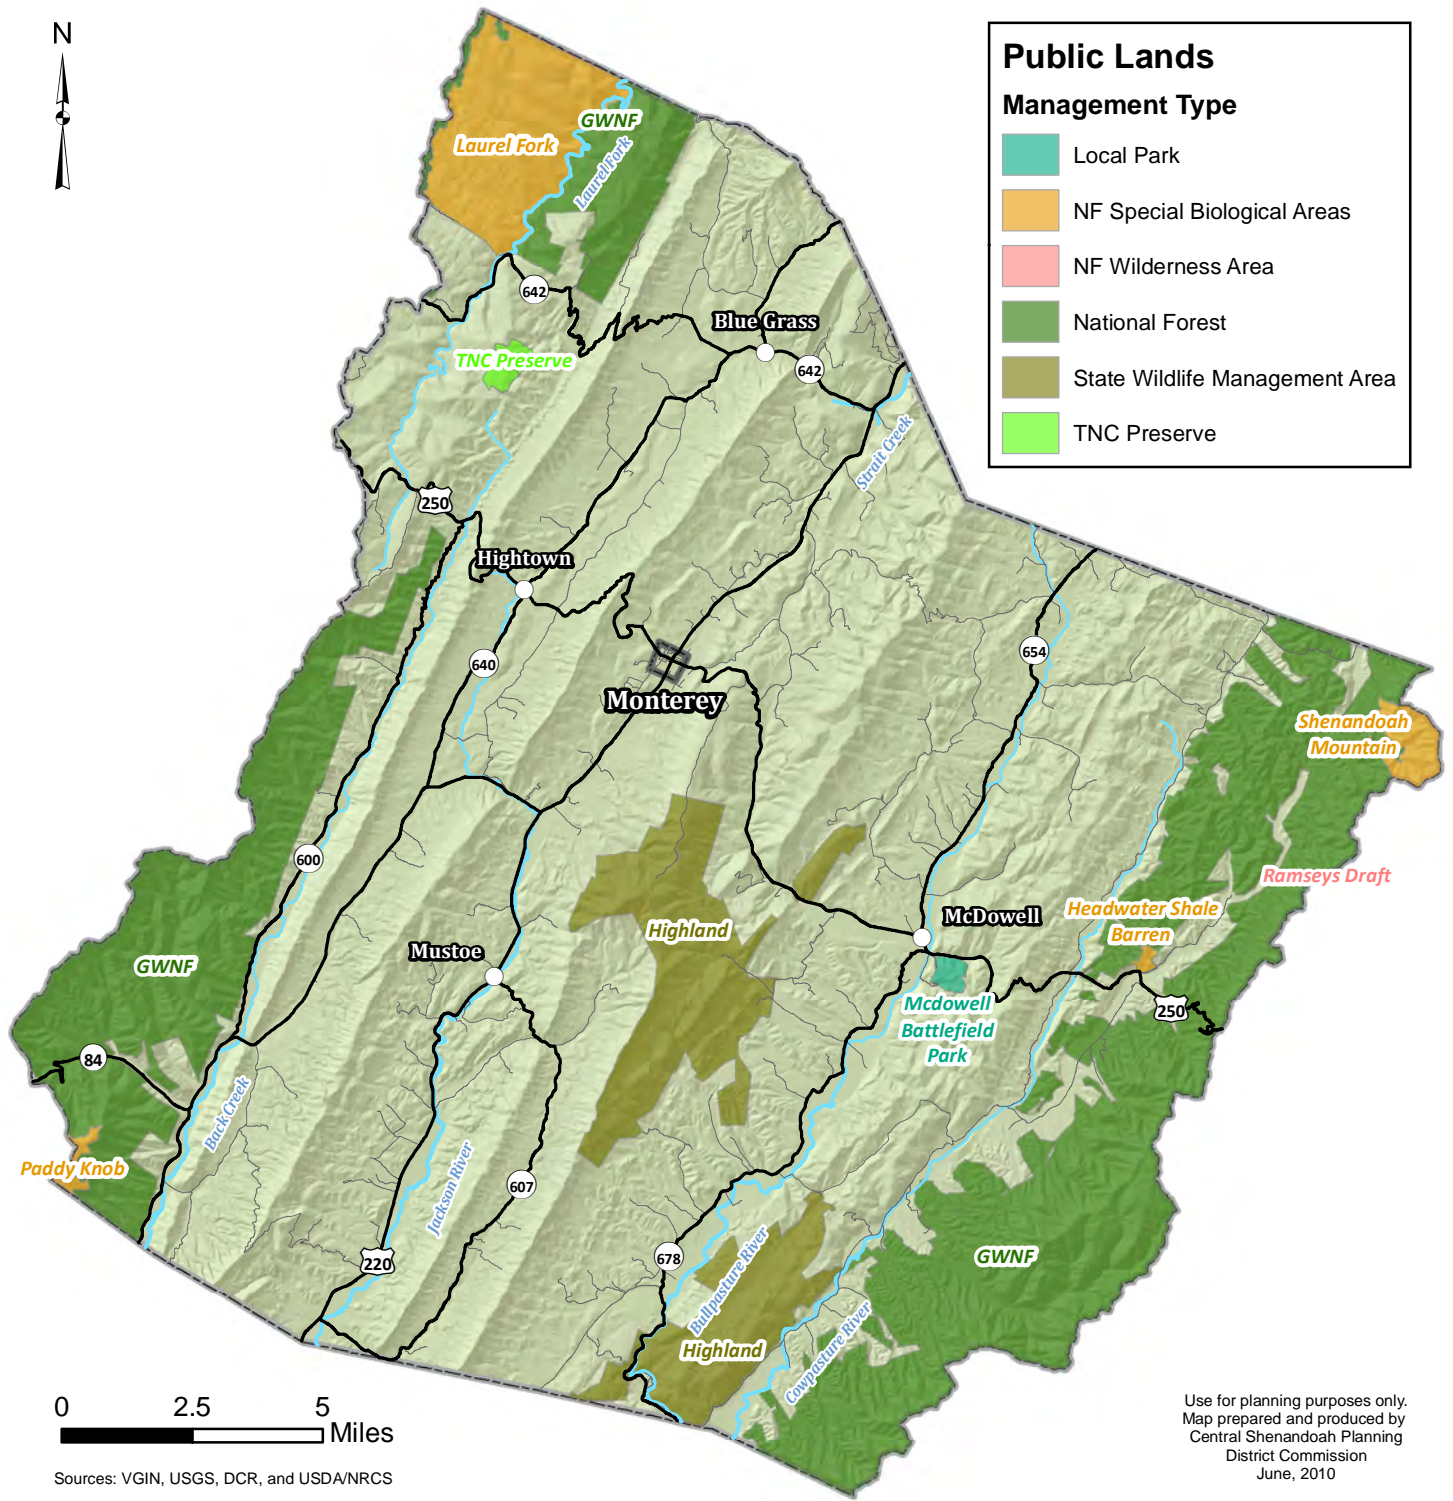 N
Public Lands
Management Type
Local Park
NF Special Biological Areas
NF Wilderness Area
National Forest
State Wildlife Management Area
TNC Preserve
GWNF
Laurel Fork
Laurel Fork
642
Blue Grass
TNC Preserve
642
Strait Creek
250
Hightown
640
654
Monterey
Shenandoah
Mountain
600
Ramseys Draft
Headwater Shale
Barren
McDowell
Highland
Mustoe
GWNF
Mcdowell
Battlefield
Park
250
84
Back Creek
Paddy Knob
Jackson River
607
220
678
Bullpasture River
GWNF
Highland
Cowpasture River
0 2.5 5
Miles
Sources: VGIN, USGS, DCR, and USDA/NRCS
Use for planning purposes only.
Map prepared and produced by
Central Shenandoah Planning
District Commission
June, 2010